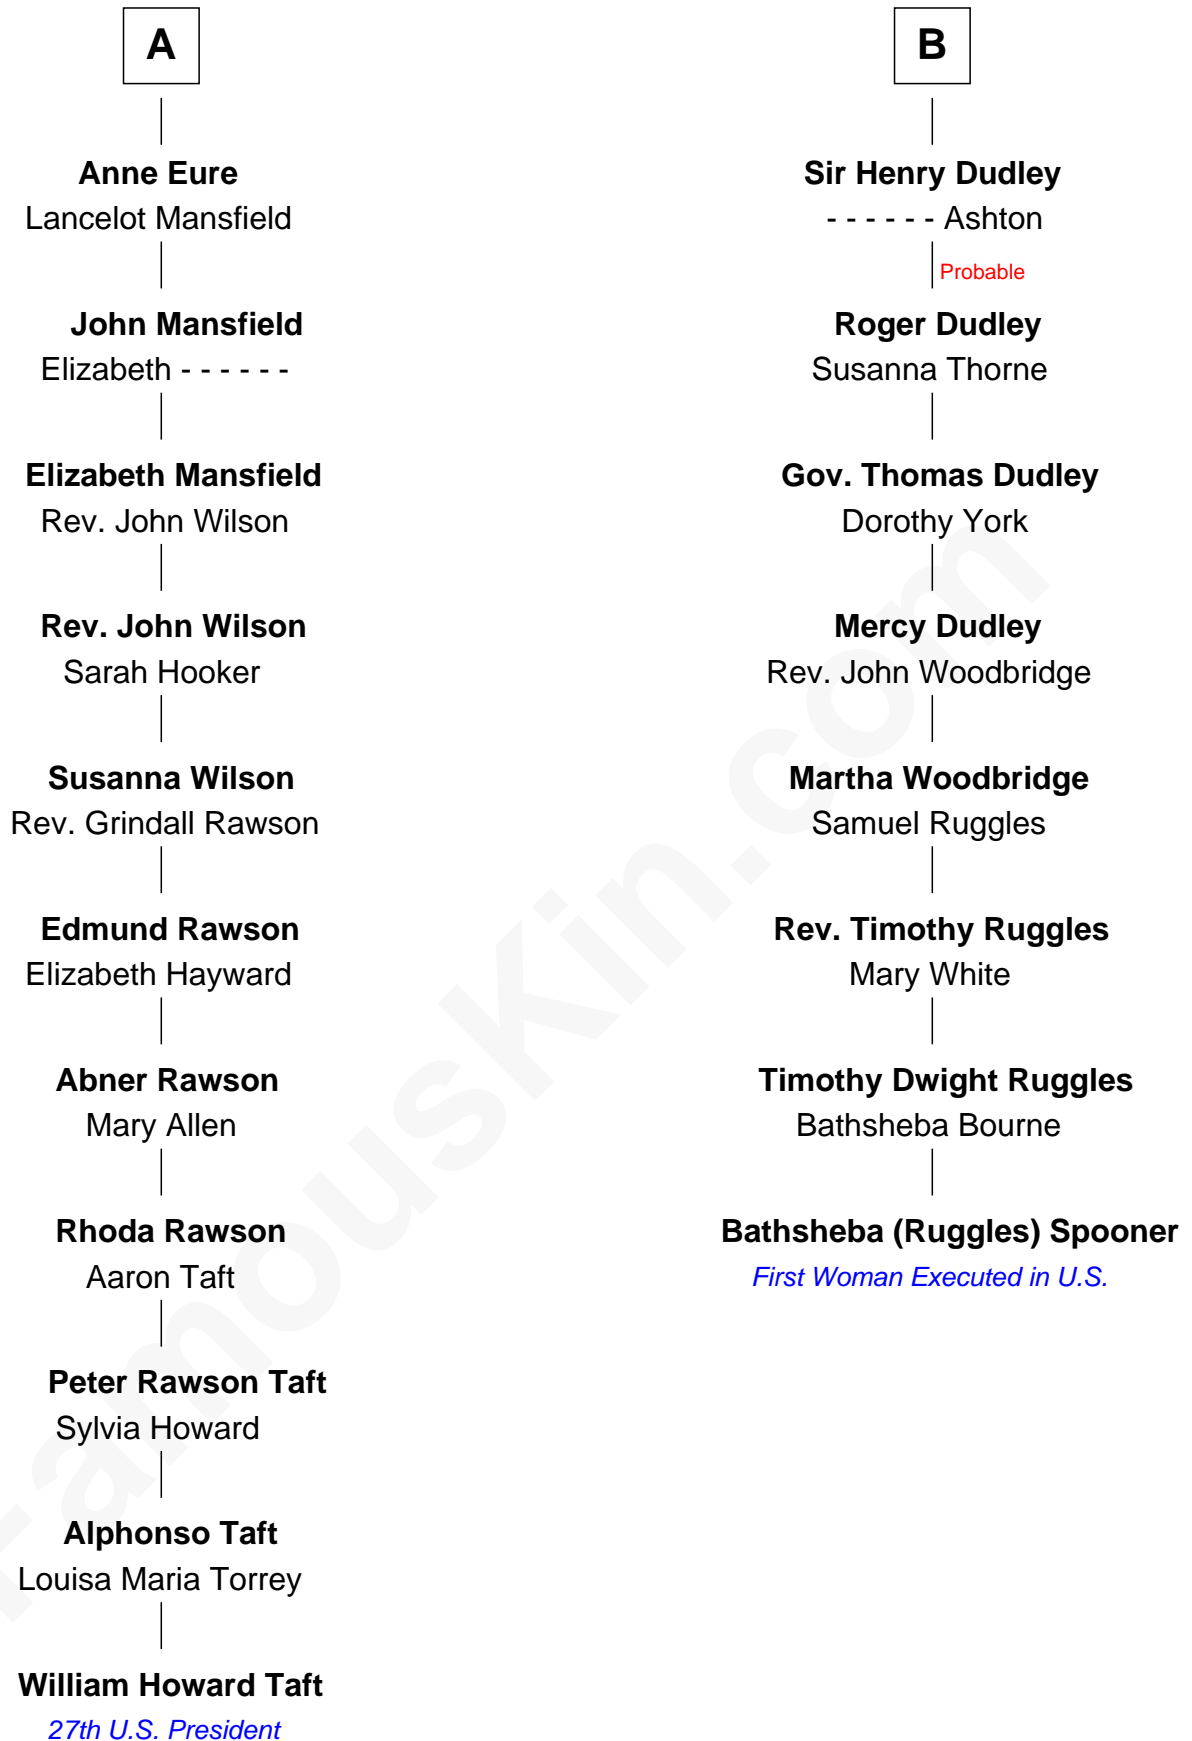 A
Anne Eure
Lancelot Mansfield
John Mansfield
Elizabeth - - - - - -
Elizabeth Mansfield
Rev. John Wilson
Rev. John Wilson
Sarah Hooker
Susanna Wilson
Rev. Grindall Rawson
Edmund Rawson
Elizabeth Hayward
Abner Rawson
Mary Allen
Rhoda Rawson
Aaron Taft
Peter Rawson Taft
Sylvia Howard
Alphonso Taft
Louisa Maria Torrey
William Howard Taft
27th U.S. President
B
Sir Henry Dudley
- - - - - - Ashton
Probable
Roger Dudley
Susanna Thorne
Gov. Thomas Dudley
Dorothy York
Mercy Dudley
Rev. John Woodbridge
Martha Woodbridge
Samuel Ruggles
Rev. Timothy Ruggles
Mary White
Timothy Dwight Ruggles
Bathsheba Bourne
Bathsheba (Ruggles) Spooner
First Woman Executed in U.S.
FamousKin.com